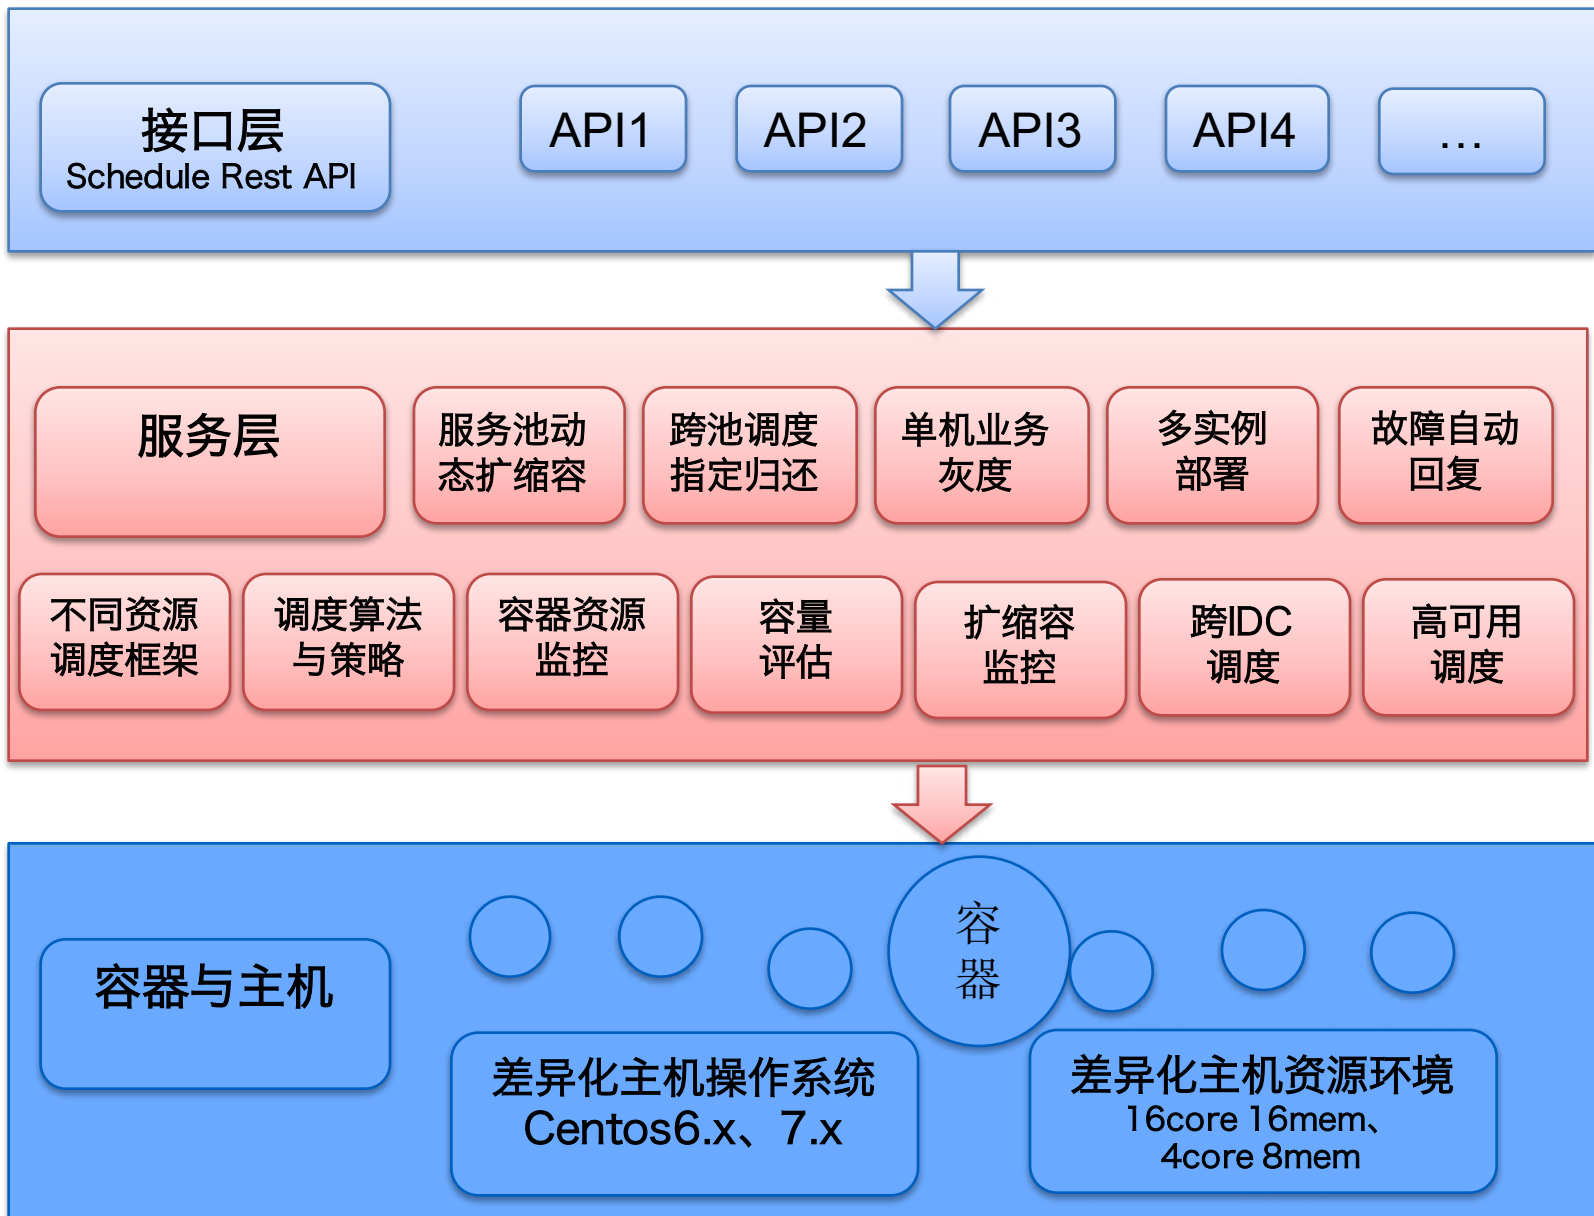 接口层
Schedule Rest API
API1
API2
API3
API4
...
服务层
服务池动
态扩缩容
跨池调度
指定归还
单机业务
灰度
多实例
部署
故障自动
回复
不同资源
调度框架
调度算法
与策略
容器资源
监控
容量
评估
扩缩容
监控
跨IDC
调度
高可用
调度
容器与主机
容
器
差异化主机操作系统
Centos6.x、7.x
差异化主机资源环境
16core 16mem、
4core 8mem